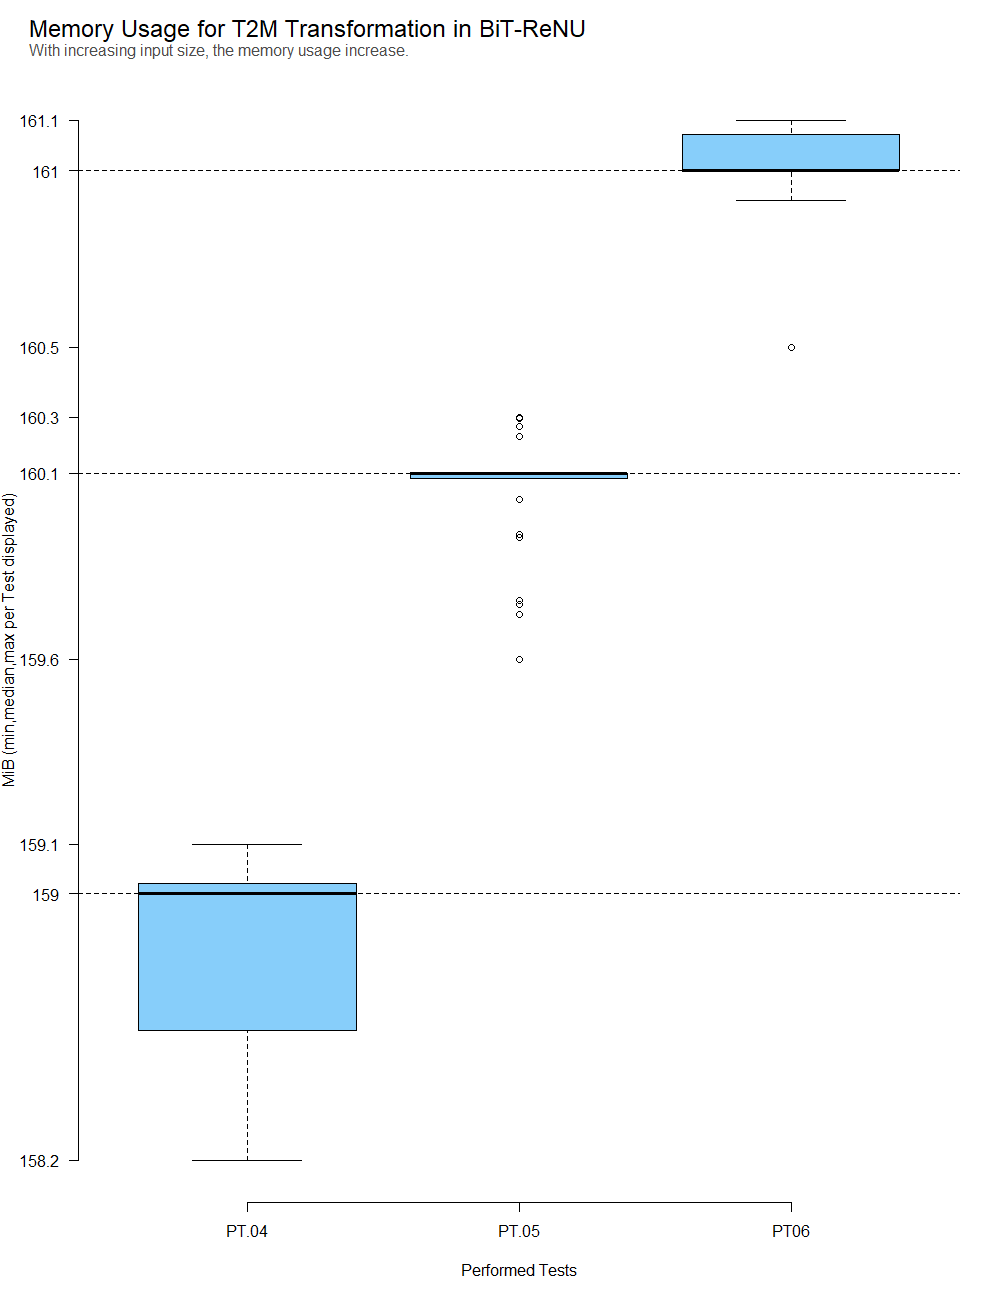 Memory Usage for T2M Transformation in BiT-ReNU
With increasing input size, the memory usage increase.
161.1
161
160.5
160.3
160.1
159.6
159.1
159
158.2
MiB (min,median,max per Test displayed)
PT.04
PT.05
PT06
Performed Tests